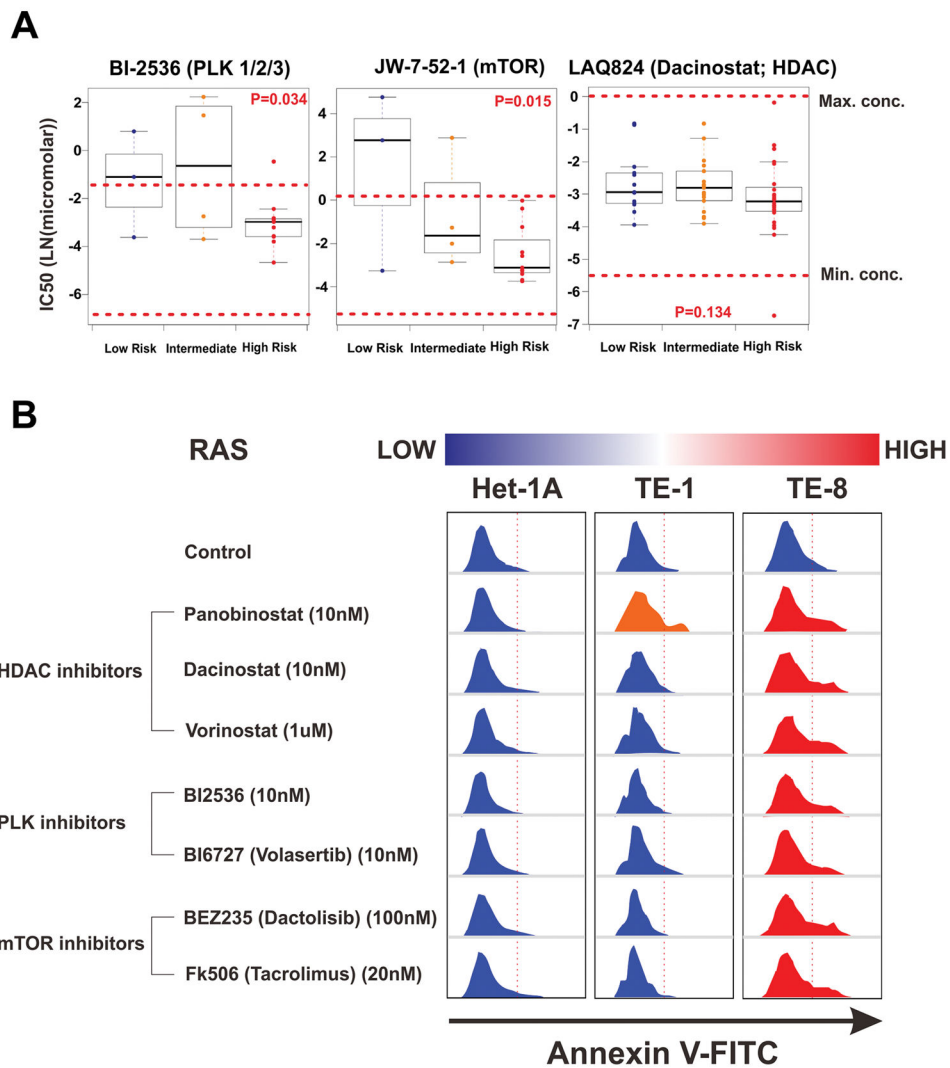 A
BI-2536 (PLK 1/2/3)
JW-7-52-1 (mTOR)
LAQ824 (Dacinostat; HDAC)
IC50 (LN(micromolar))
2
0
-2
-4
-6
P=0.034
Low Risk
Intermediate
High Risk
4
2
0
-2
-4
P=0.015
Low Risk
Intermediate
High Risk
0
-1
-2
-3
-4
-5
-6
-7
Max. conc.
Min. conc.
P=0.134
Low Risk
Intermediate
High Risk
B
RAS
LOW
HIGH
Het-1A
TE-1
TE-8
Control
HDAC inhibitors
Panobinostat (10nM)
Dacinostat (10nM)
Vorinostat (1uM)
PLK inhibitors
BI2536 (10nM)
BI6727 (Volasertib) (10nM)
mTOR inhibitors
BEZ235 (Dactolisib) (100nM)
Fk506 (Tacrolimus) (20nM)
Annexin V-FITC